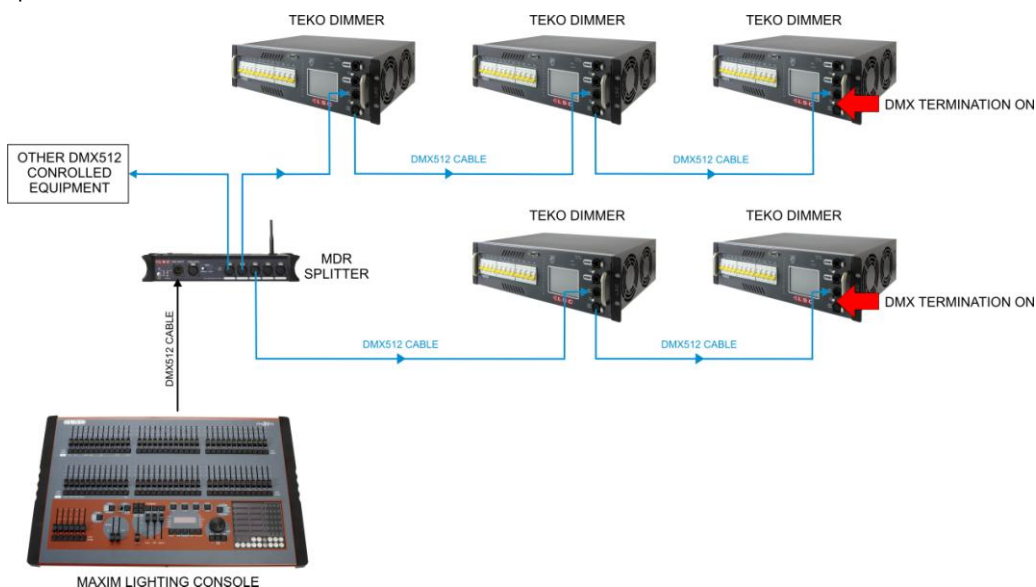 TEKO DIMMER
TEKO DIMMER
TEKO DIMMER
DMX TERMINATION ON
OTHER DMX512
CONROLLED
EQUIPMENT
DMX512 CABLE
DMX512 CABLE
TEKO DIMMER
TEKO DIMMER
MDR
SPLITTER
DMX TERMINATION ON
DMX512 CABLE
DMX512 CABLE
DMX512 CABLE
MAXIM LIGHTING CONSOLE